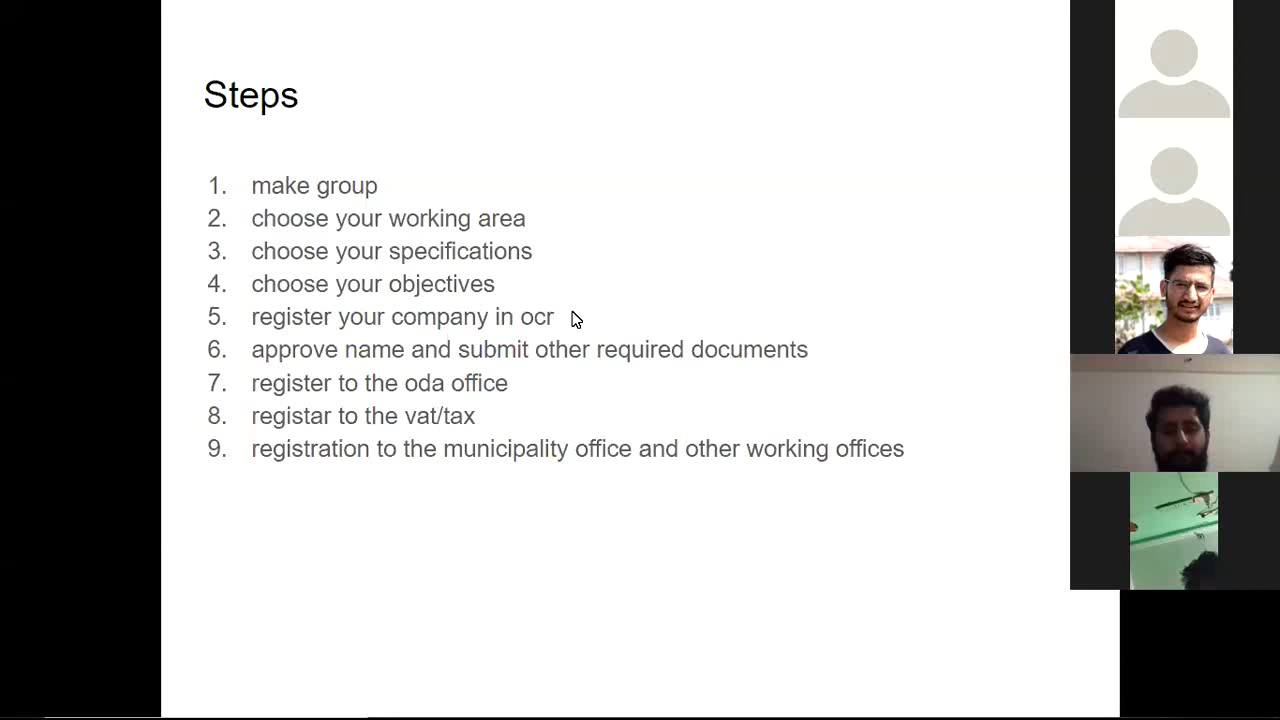 Steps
1. make group
2. choose your working area
3. choose your specifications
4. choose your objectives
5. register your company in ocr
6. approve name and submit other required documents
7. register to the oda office
8. registar to the vat/tax
9. registration to the municipality office and other working offices